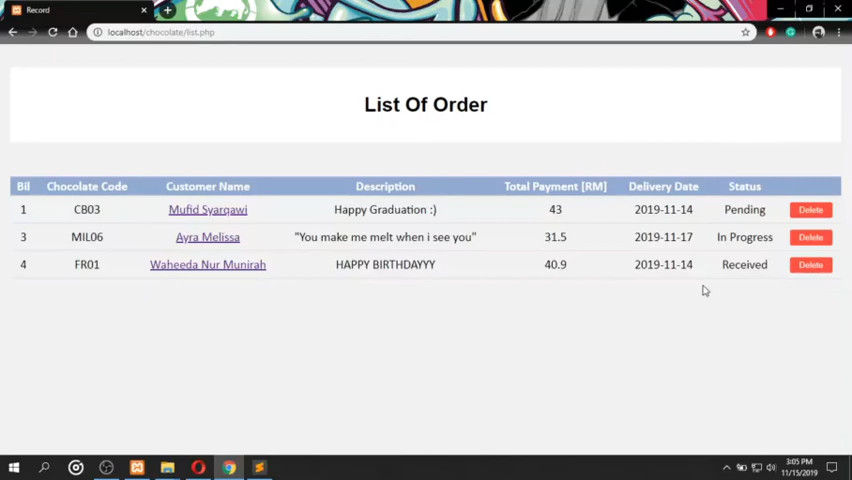 Record
localhost/chocolate/list.php
List Of Order
Bil Chocolate Code Customer Name Description Total Payment [RM] Delivery Date Status
1 CB03 Mufid Syarqawi Happy Graduation :) 43 2019-11-14 Pending Delete
3 MIL06 Ayra Melissa "You make me melt when i see you" 31.5 2019-11-17 In Progress Delete
4 FR01 Waheeda Nur Munirah HAPPY BIRTHDAYYY 40.9 2019-11-14 Received Delete
3:05 PM
11/15/2019